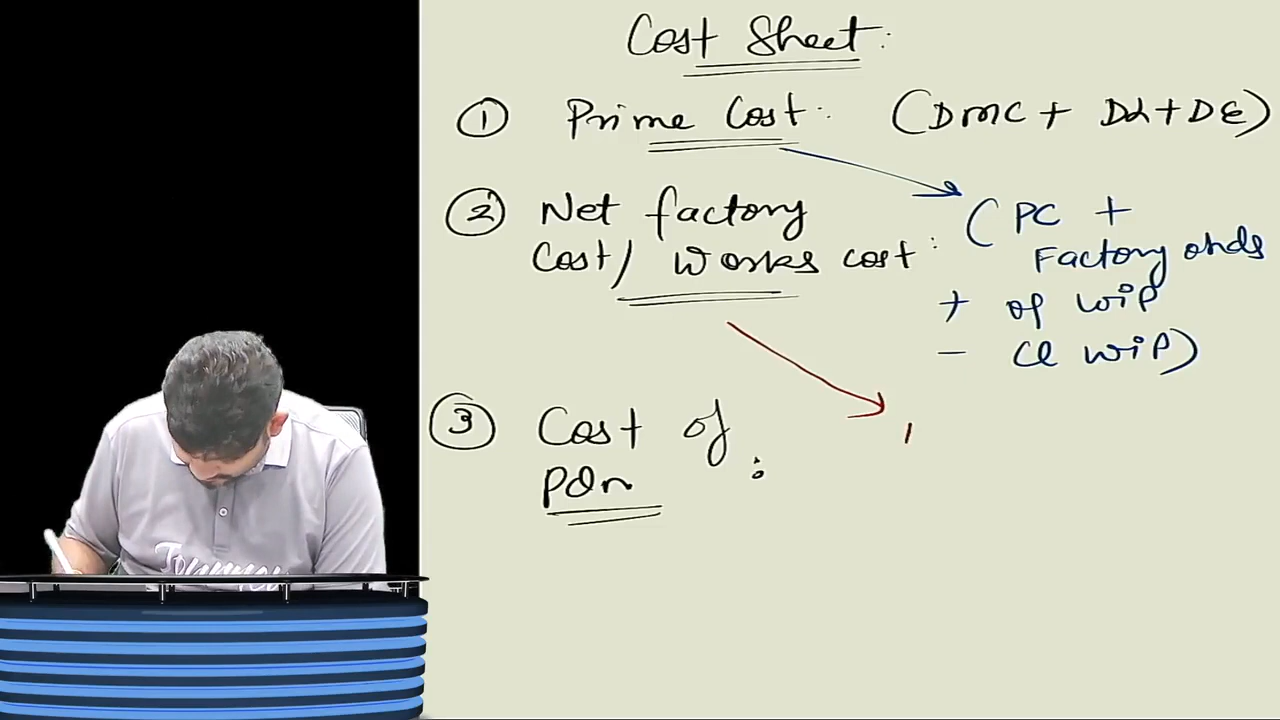 Cost Sheet:
① Prime Cost: (DMC + DL + DE)
② Net factory
Cost/ Works cost:
(PC +
Factory ohds
+ op WIP
- Cl WIP)
③ Cost of
Pdn :